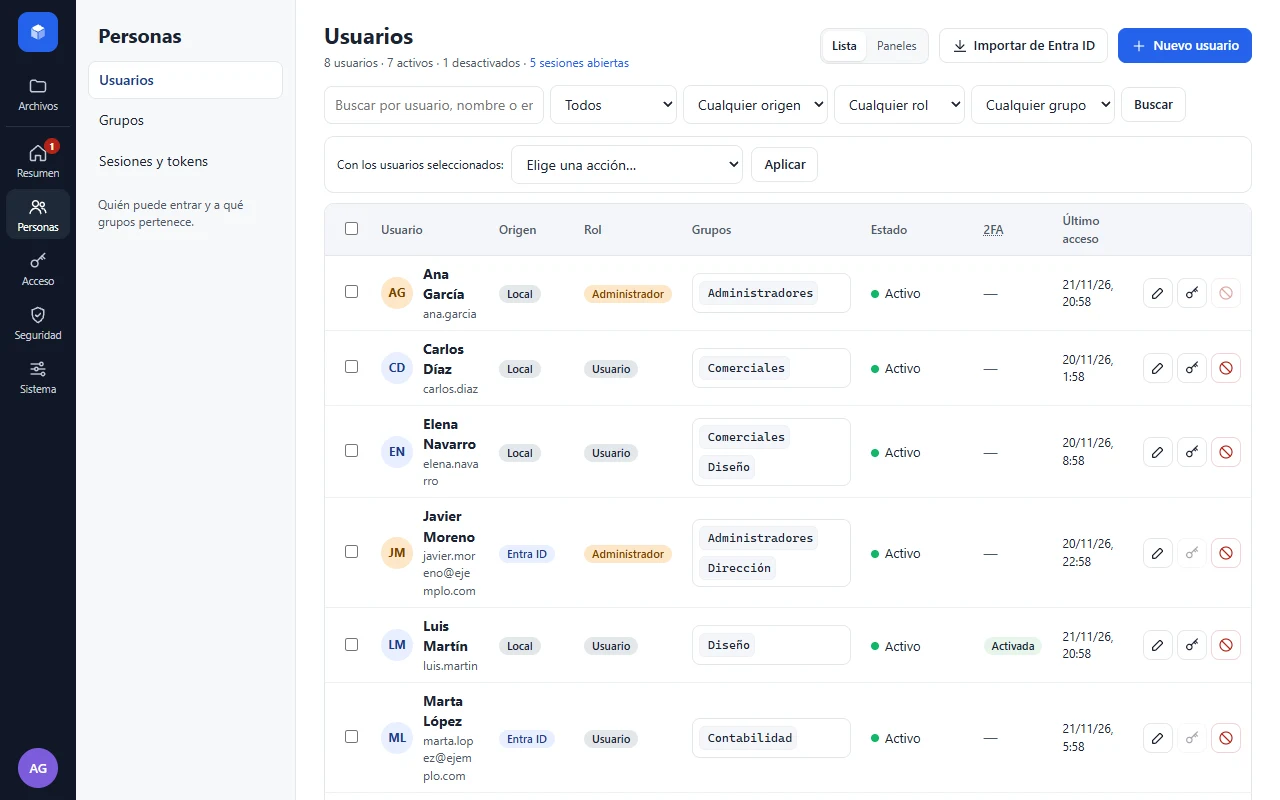 Archivos
1
Resumen
Personas
Acceso
Seguridad
Sistema
AG
Personas
Usuarios
Grupos
Sesiones y tokens
Quién puede entrar y a qué
grupos pertenece.
Usuarios
8 usuarios · 7 activos · 1 desactivados · 5 sesiones abiertas
Lista Paneles
Importar de Entra ID
Nuevo usuario
Buscar por usuario, nombre o er
Todos
Cualquier origen
Cualquier rol
Cualquier grupo
Buscar
Con los usuarios seleccionados:
Elige una acción...
Aplicar
Usuario Origen Rol Grupos Estado 2FA Último
acceso
AG
Ana
García
ana.garcia
Local
Administrador
Administradores
Activo
—
21/11/26,
20:58
CD
Carlos
Díaz
carlos.diaz
Local
Usuario
Comerciales
Activo
—
20/11/26,
1:58
EN
Elena
Navarro
elena.nava
rro
Local
Usuario
Comerciales
Diseño
Activo
—
20/11/26,
8:58
JM
Javier
Moreno
javier.mor
eno@eje
mplo.com
Entra ID
Administrador
Administradores
Dirección
Activo
—
20/11/26,
22:58
LM
Luis
Martín
luis.martin
Local
Usuario
Diseño
Activo
Activada
21/11/26,
20:58
ML
Marta
López
marta.lop
ez@ejem
plo.com
Entra ID
Usuario
Contabilidad
Activo
—
21/11/26,
5:58